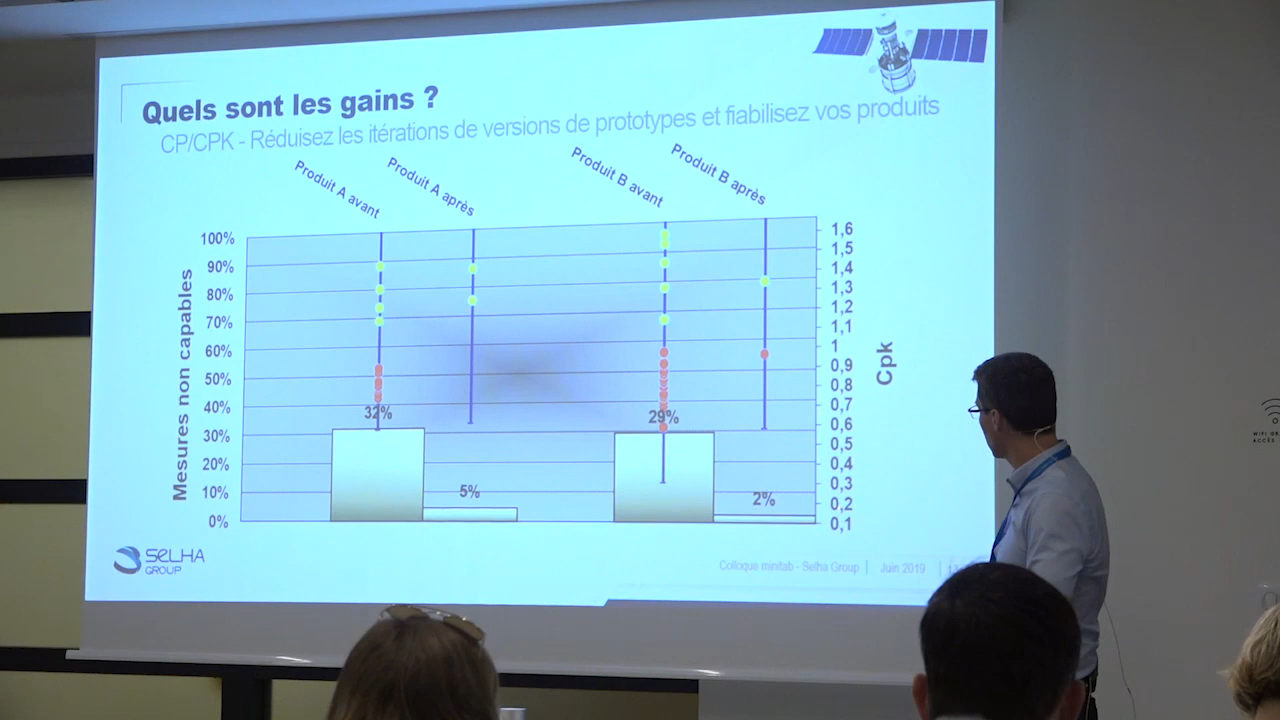 Quels sont les gains ?
CP/CPK - Réduisez les itérations de versions de prototypes et fiabilisez vos produits
Produit A avant
Produit A après
Produit B avant
Produit B après
Mesures non capables
100%
90%
80%
70%
60%
50%
40%
30%
20%
10%
0%
32%
5%
29%
2%
1,6
1,5
1,4
1,3
1,2
1,1
1
0,9
0,8
0,7
0,6
0,5
0,4
0,3
0,2
0,1
Cpk
SELHA
GROUP
Colloque minitab - Selha Group | Juin 2019 |
WIFI
ACCÈS